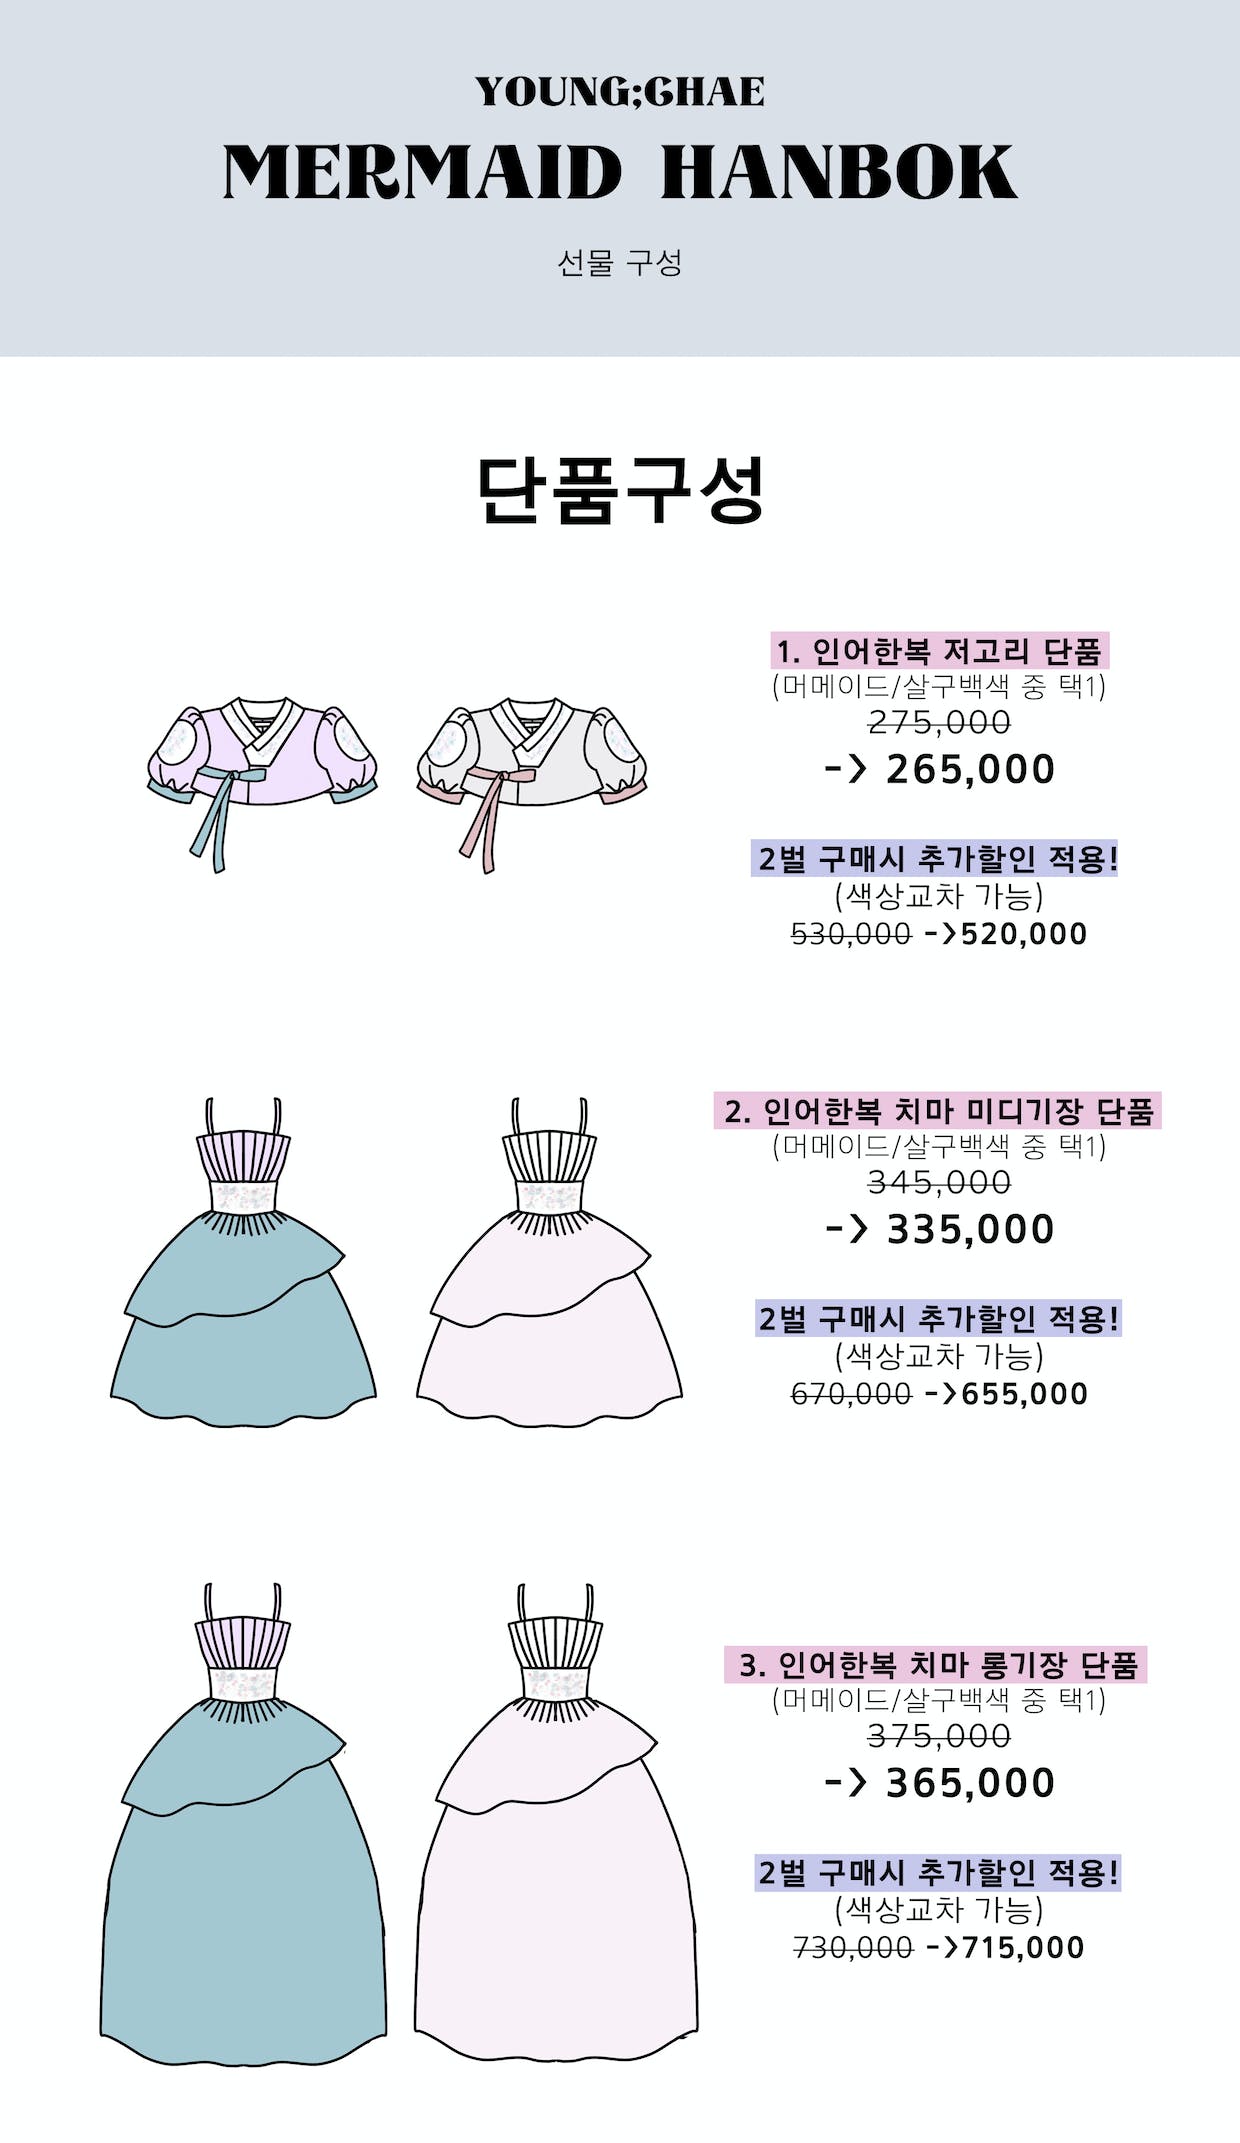 YOUNG;CHAE
MERMAID HANBOK
선물 구성
단품구성
1. 인어한복 저고리 단품
(머메이드/살구백색 중 택1)
275,000
-> 265,000
2벌 구매시 추가할인 적용!
(색상교차 가능)
530,000 ->520,000
2. 인어한복 치마 미디기장 단품
(머메이드/살구백색 중 택1)
345,000
-> 335,000
2벌 구매시 추가할인 적용!
(색상교차 가능)
670,000 ->655,000
3. 인어한복 치마 롱기장 단품
(머메이드/살구백색 중 택1)
375,000
-> 365,000
2벌 구매시 추가할인 적용!
(색상교차 가능)
730,000 ->715,000